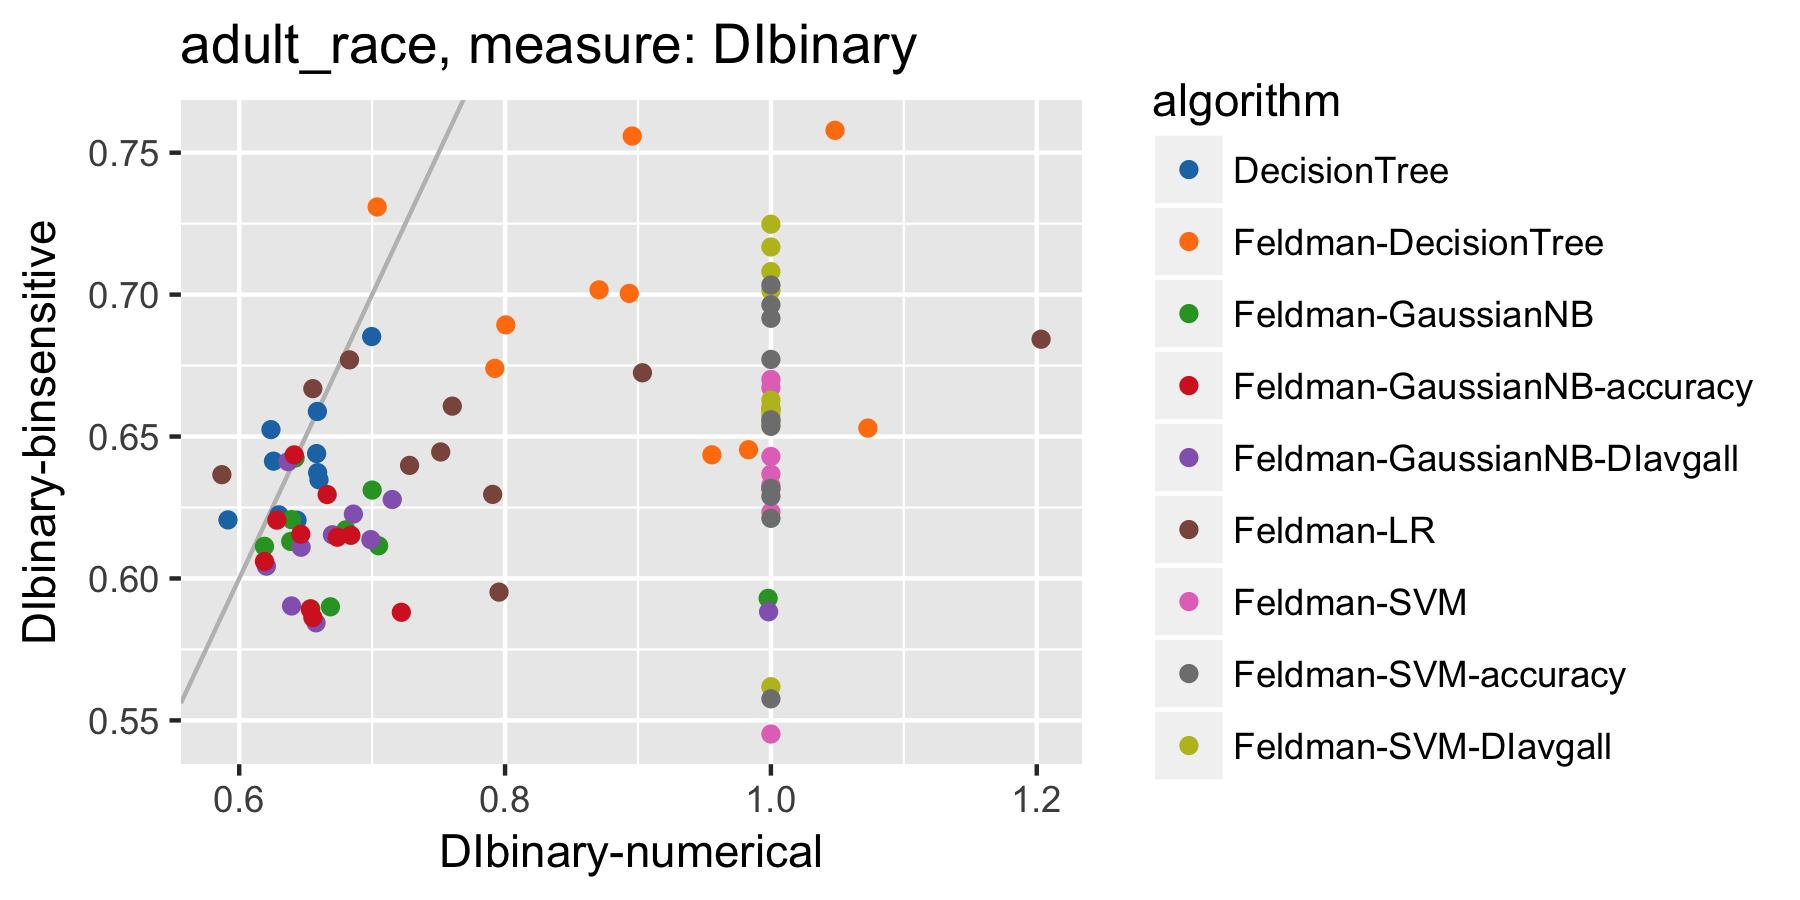 adult_race, measure: DIbinary
DIbinary-binsensitive
0.75
0.70
0.65
0.60
0.55
0.6 0.8 1.0 1.2
DIbinary-numerical
algorithm
DecisionTree
Feldman-DecisionTree
Feldman-GaussianNB
Feldman-GaussianNB-accuracy
Feldman-GaussianNB-DIavgall
Feldman-LR
Feldman-SVM
Feldman-SVM-accuracy
Feldman-SVM-DIavgall